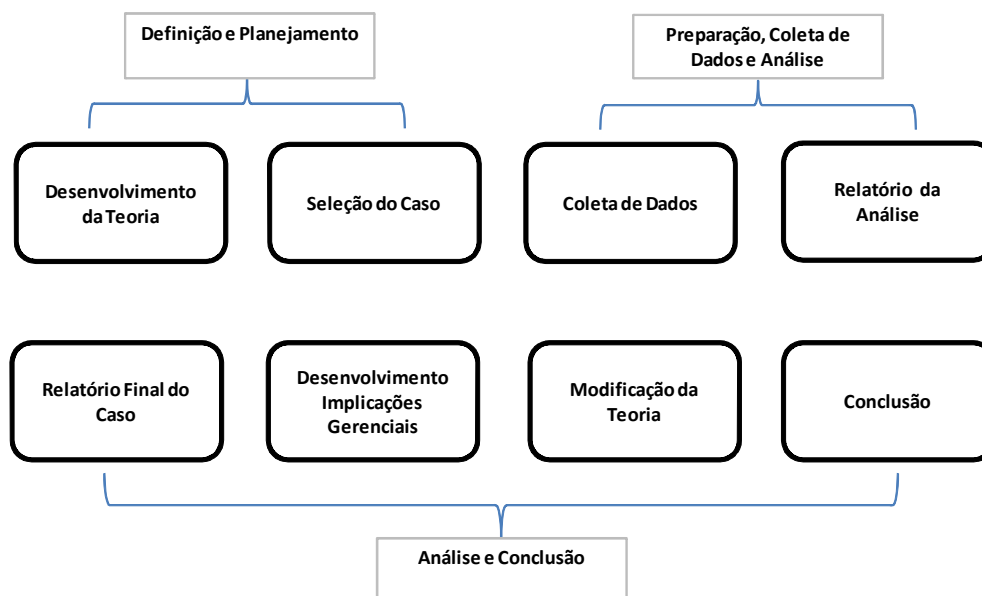 Definição e Planejamento
Preparação, Coleta de
Dados e Análise
Desenvolvimento
da Teoria
Seleção do Caso
Coleta de Dados
Relatório da
Análise
Relatório Final do
Caso
Desenvolvimento
Implicações
Gerenciais
Modificação da
Teoria
Conclusão
Análise e Conclusão